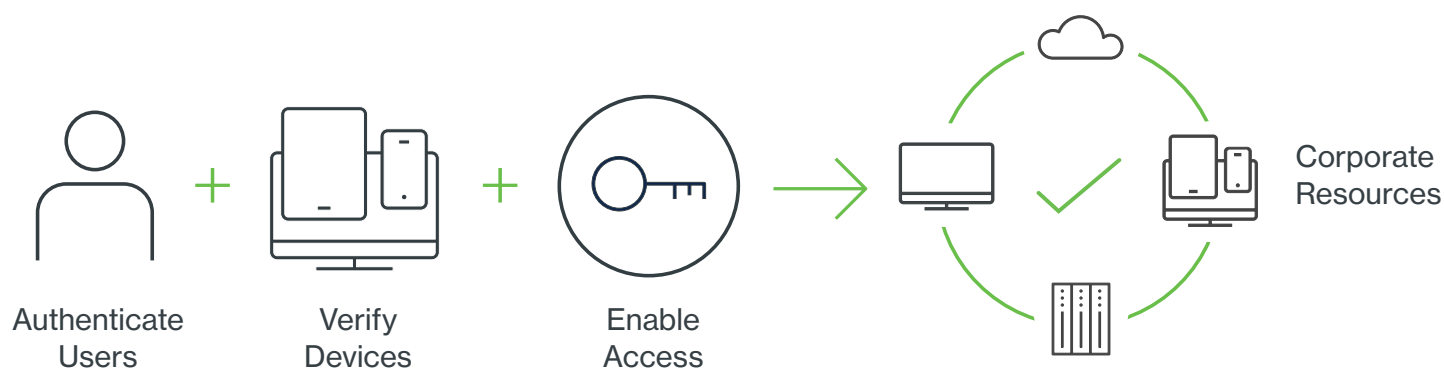 Authenticate
Users
Verify
Devices
Enable
Access
Corporate
Resources